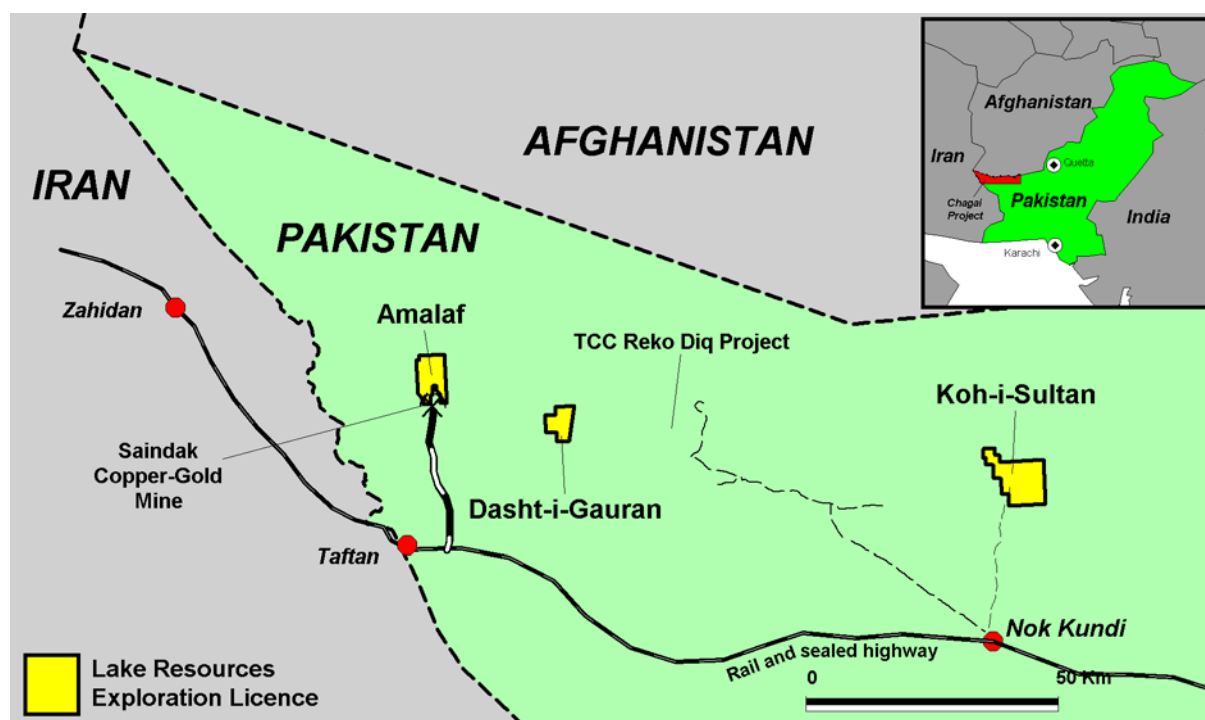 AFGHANISTAN
IRAN
PAKISTAN
Zahidan
Amalaf
TCC Reko Diq Project
Koh-i-Sultan
Saindak
Copper-Gold
Mine
Dasht-i-Gauran
Taftan
Nok Kundi
Rail and sealed highway
0
50 Km
Lake Resources
Exploration Licence
Afghanistan
Iran
Quetta
Chagai
Project
Pakistan
India
Karachi